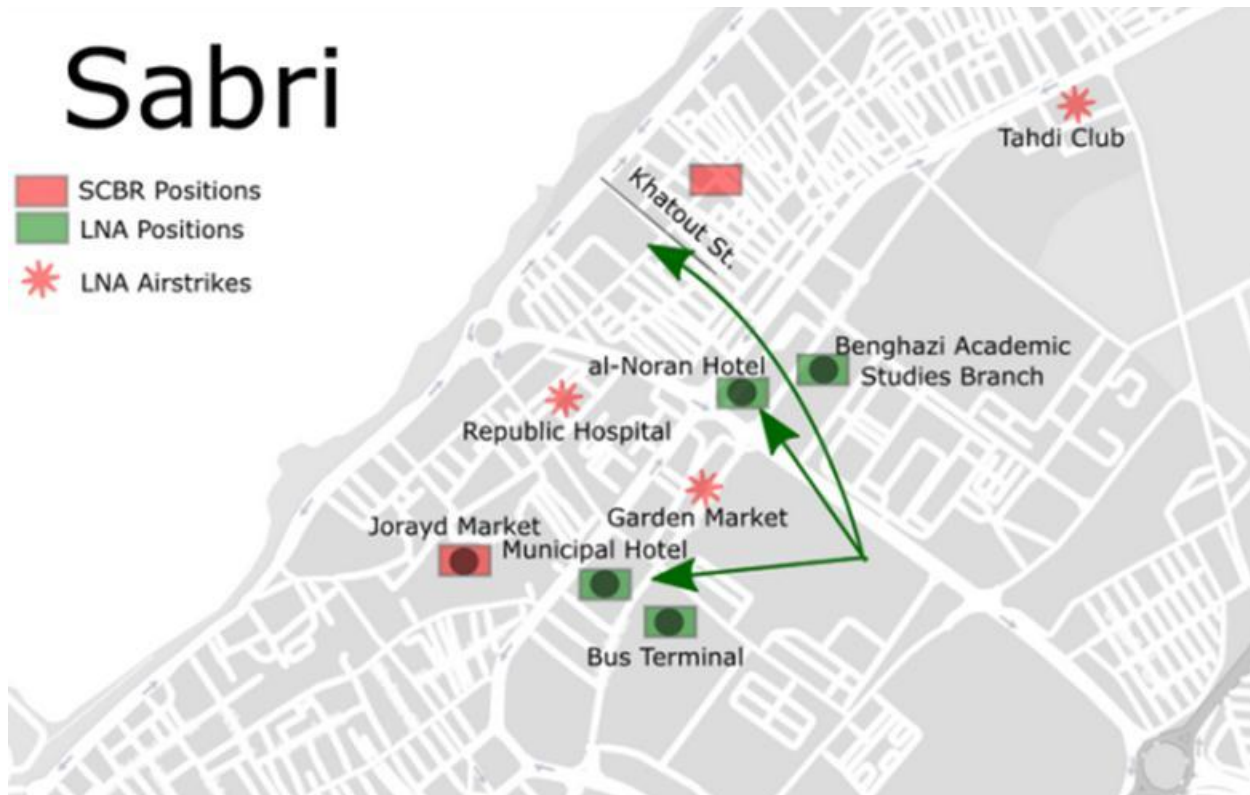 Sabri
SCBR Positions
LNA Positions
LNA Airstrikes
Tahdi Club
Khatout St.
Benghazi Academic
Studies Branch
al-Noran Hotel
Republic Hospital
Garden Market
Jorayd Market
Municipal Hotel
Bus Terminal